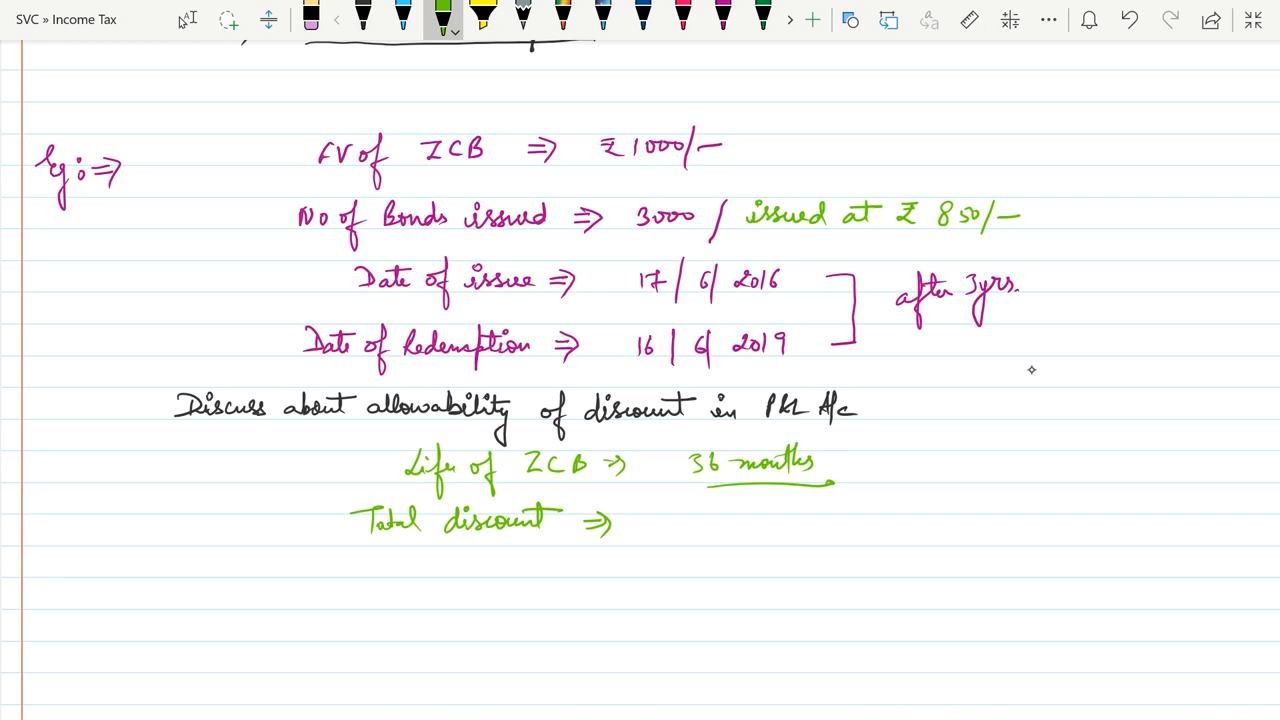 SVC » Income Tax
Eg:⇒
FV of ZCB ⇒ ₹1000/-
No of Bonds issued ⇒ 3000 / issued at ₹ 850/-
Date of issue ⇒ 17/6/2016
after 3yrs.
Date of Redemption ⇒ 16/6/2019
Discuss about allowability of discount in P&L A/c
Life of ZCB ⇒ 36 months
Total discount ⇒